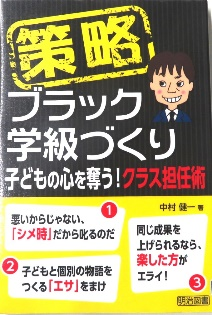 策略
ブラック
学級づくり
子どもの心を奪う!クラス担任術
中村 健一 著
1
悪いからじゃない、
「シメ時」だから叱るのだ
2
子どもと個別の物語を
つくる「エサ」をまけ
同じ成果を
上げられるなら、
楽した方が
エライ!
3
明治図書